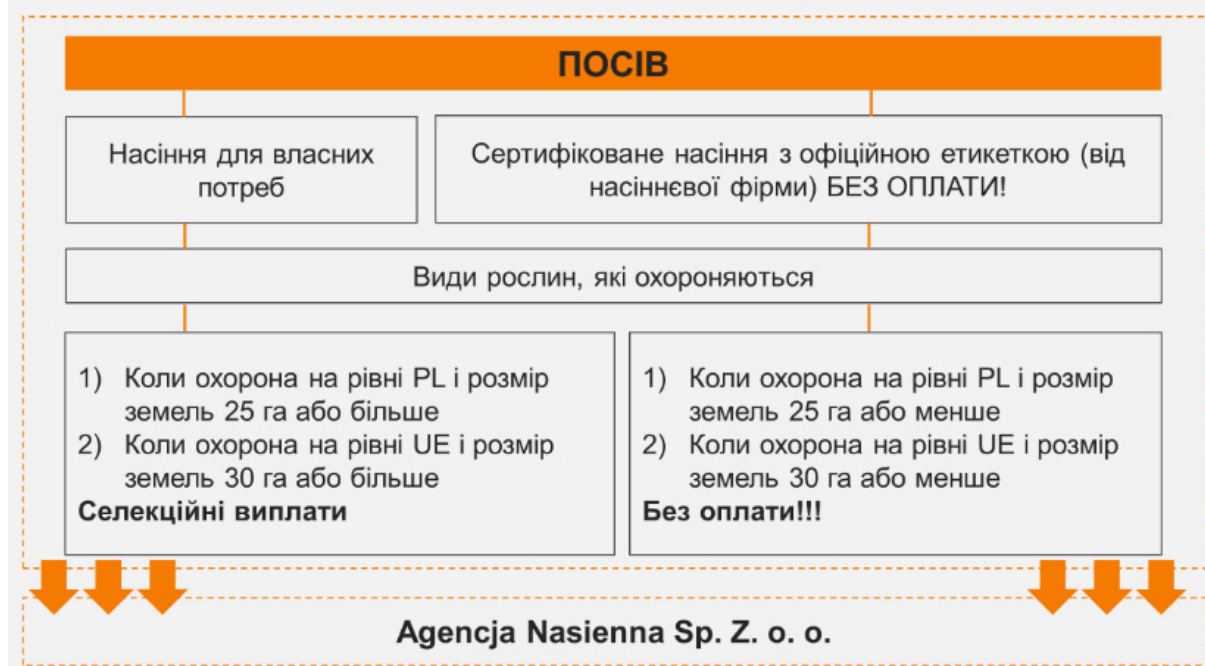 ПОСІВ
Насіння для власних
потреб
Сертифіковане насіння з офіційною етикеткою (від
насіннєвої фірми) БЕЗ ОПЛАТИ!
Види рослин, які охороняються
1) Коли охорона на рівні PL і розмір
земель 25 га або більше
2) Коли охорона на рівні UE і розмір
земель 30 га або більше
Селекційні виплати
1) Коли охорона на рівні PL і розмір
земель 25 га або менше
2) Коли охорона на рівні UE і розмір
земель 30 га або менше
Без оплати!!!
Agencja Nasienna Sp. Z. o. o.